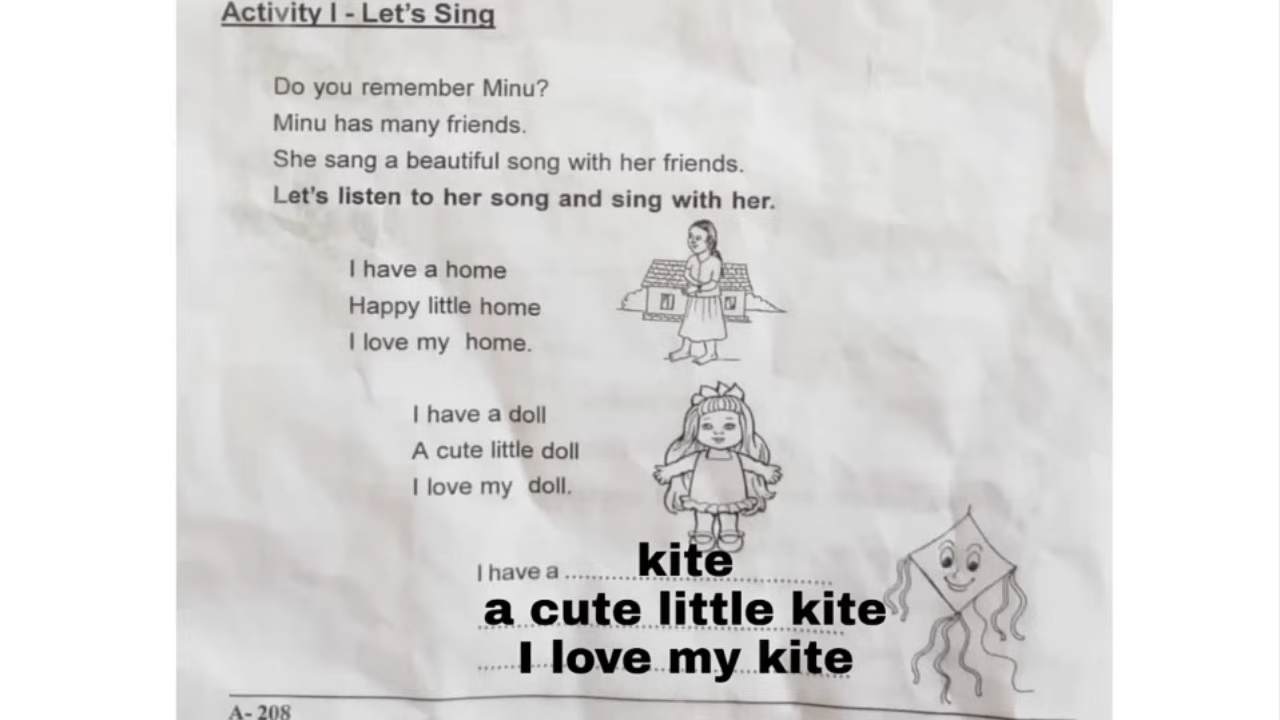 Activity I - Let's Sing
Do you remember Minu?
Minu has many friends.
She sang a beautiful song with her friends.
Let's listen to her song and sing with her.
I have a home
Happy little home
I love my home.
I have a doll
A cute little doll
I love my doll.
I have a .......... kite ..........
a cute little kite
I love my kite
A- 208